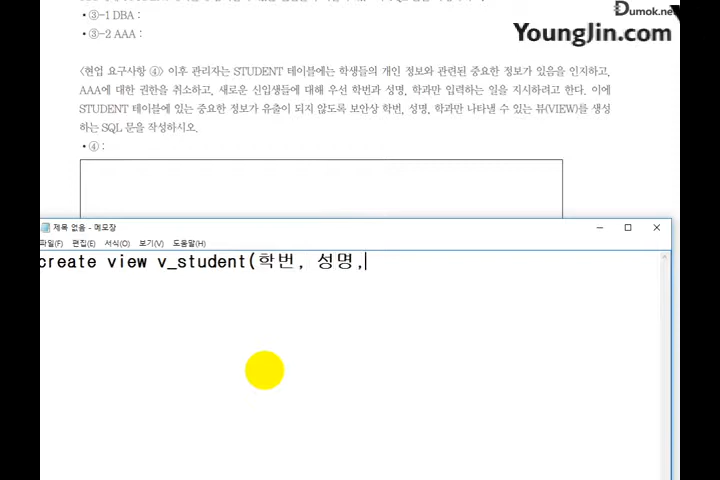 Dumok.ne
YoungJin.com
•③-1 DBA :
•③-2 AAA :
<현업 요구사항 ④> 이후 관리자는 STUDENT 테이블에는 학생들의 개인 정보와 관련된 중요한 정보가 있음을 인지하고,
AAA에 대한 권한을 취소하고, 새로운 신입생들에 대해 우선 학번과 성명, 학과만 입력하는 일을 지시하려고 한다. 이에
STUDENT 테이블에 있는 중요한 정보가 유출이 되지 않도록 보안상 학번, 성명, 학과만 나타낼 수 있는 뷰(VIEW)를 생성
하는 SQL 문을 작성하시오.
•④ :
제목 없음 - 메모장
파일(F) 편집(E) 서식(O) 보기(V) 도움말(H)
create view v_student(학번, 성명,